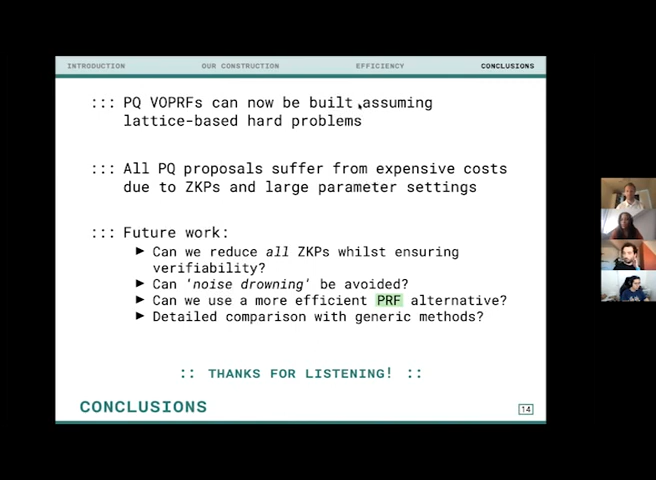 INTRODUCTION OUR CONSTRUCTION EFFICIENCY CONCLUSIONS
::: PQ VOPRFs can now be built assuming
lattice-based hard problems
::: All PQ proposals suffer from expensive costs
due to ZKPs and large parameter settings
::: Future work:
► Can we reduce all ZKPs whilst ensuring
verifiability?
► Can 'noise drowning' be avoided?
► Can we use a more efficient PRF alternative?
► Detailed comparison with generic methods?
:: THANKS FOR LISTENING! ::
CONCLUSIONS 14